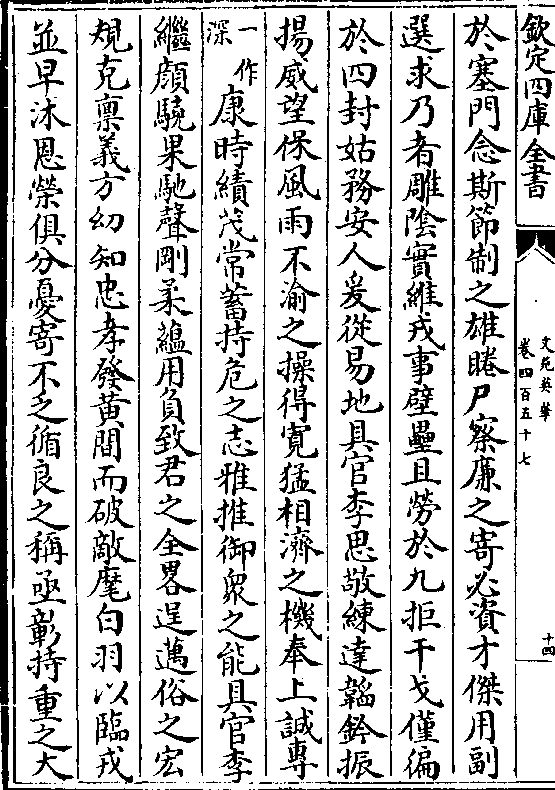 欽定四庫全書
文苑英華
卷四百五十七
十四
於塞門念斯節制之雄睠尸察廉之寄必資才傑用副
選求乃者雕陰實維戎事壁壘且勞於九拒干戈僅徧
於四封姑務安人爰從易地具官李思敬練達韜鈐振
揚威望保風雨不渝之操得寛猛相濟之機奉上誠專
一作
深
康時績茂常蓄持危之志雅推御衆之能具官李
繼顔驍果馳聲剛柔蘊用負致君之全畧逞邁俗之宏
規克禀義方幼知忠孝發黄間而破敵麾白羽以臨戎
並早沐恩榮俱分憂寄不乏循良之稱亟彰持重之大